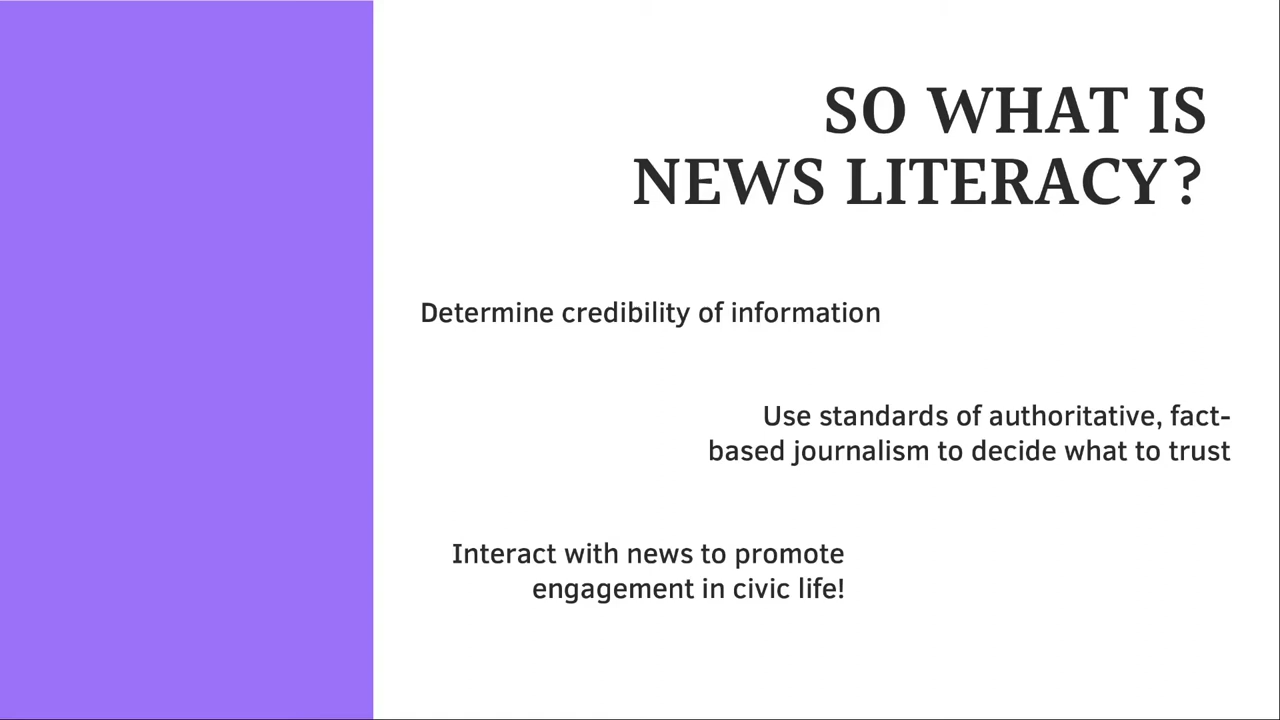 SO WHAT IS
NEWS LITERACY?
Determine credibility of information
Use standards of authoritative, fact-
based journalism to decide what to trust
Interact with news to promote
engagement in civic life!